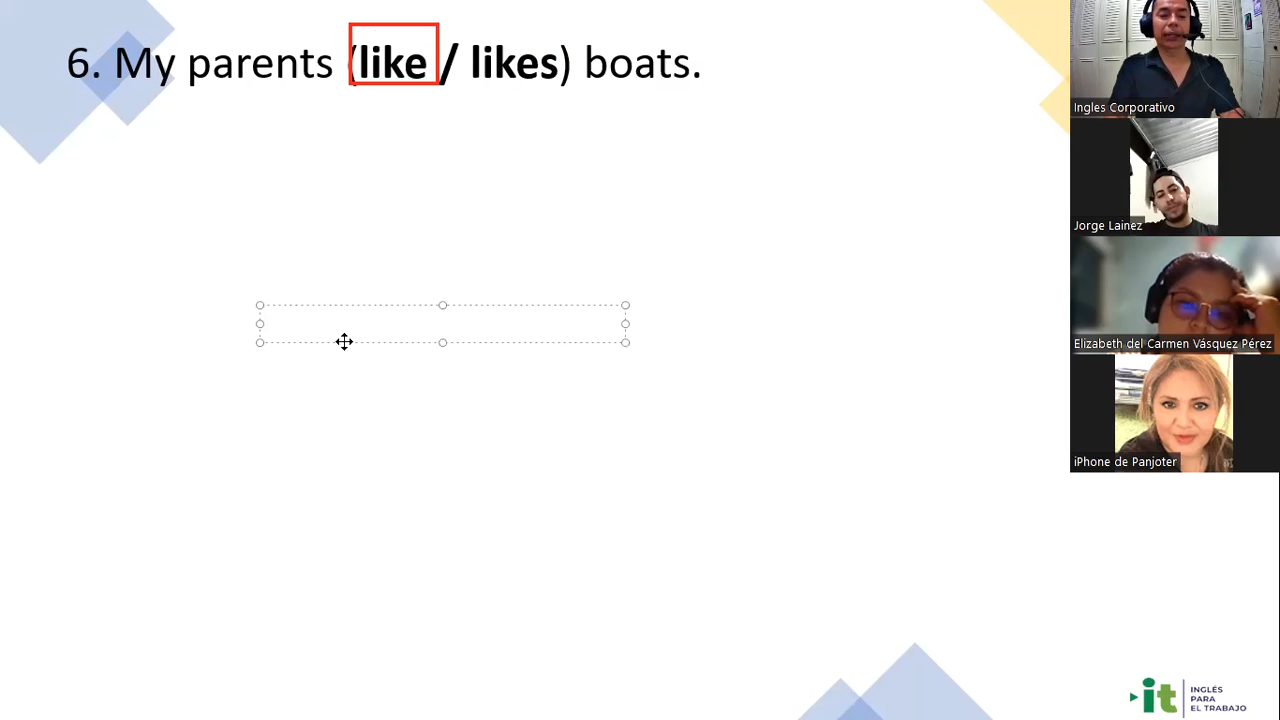 6. My parents (like / likes) boats.
Ingles Corporativo
Jorge Lainez
Elizabeth del Carmen Vásquez Pérez
iPhone de Panjoter
it
INGLÉS
PARA
EL TRABAJO